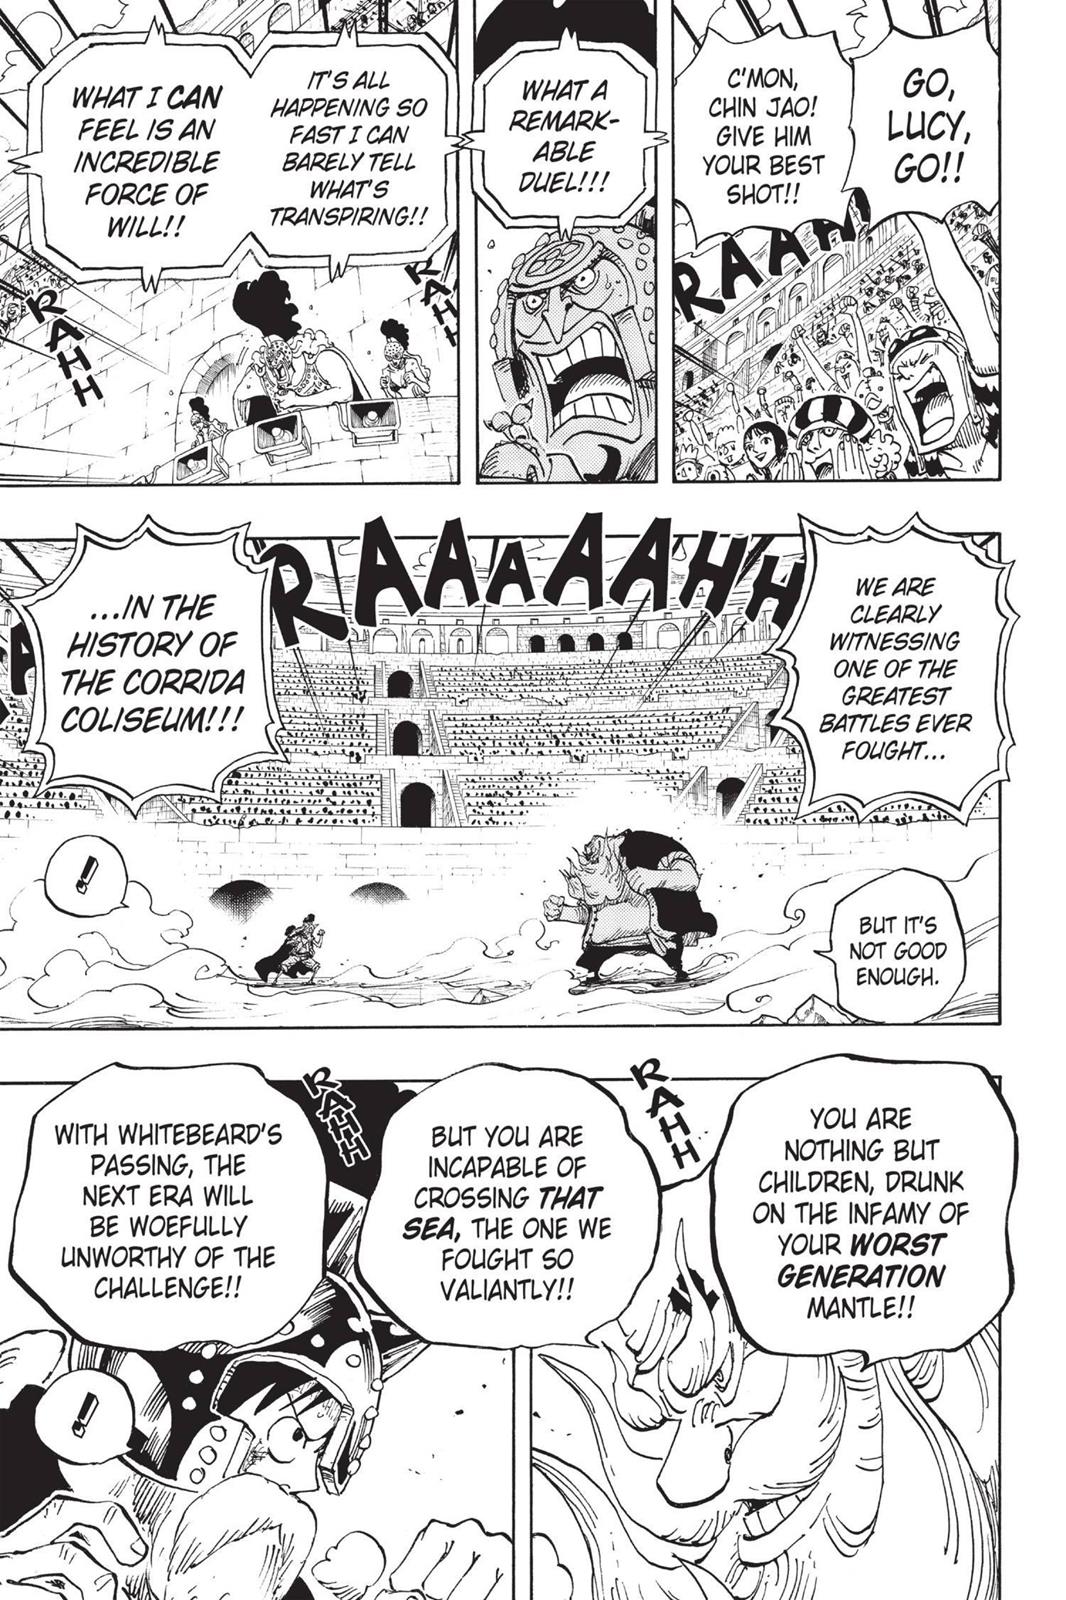 GO,
LUCY,
GO!!
C'MON,
CHIN JAO!
GIVE HIM
YOUR BEST
SHOT!!
RAAAH
WHAT A
REMARK-
ABLE
DUEL!!!
IT'S ALL
HAPPENING SO
FAST I CAN
BARELY TELL
WHAT'S
TRANSPIRING!!
WHAT I CAN
FEEL IS AN
INCREDIBLE
FORCE OF
WILL!!
RAHH
RAHH
WE ARE
CLEARLY
WITNESSING
ONE OF THE
GREATEST
BATTLES EVER
FOUGHT...
RAAAAAAHHH
...IN THE
HISTORY OF
THE CORRIDA
COLISEUM!!!
BUT IT'S
NOT GOOD
ENOUGH.
!
YOU ARE
NOTHING BUT
CHILDREN, DRUNK
ON THE INFAMY OF
YOUR WORST
GENERATION
MANTLE!!
RAHH
BUT YOU ARE
INCAPABLE OF
CROSSING THAT
SEA, THE ONE WE
FOUGHT SO
VALIANTLY!!
RAHH
WITH WHITEBEARD'S
PASSING, THE
NEXT ERA WILL
BE WOEFULLY
UNWORTHY OF THE
CHALLENGE!!
!